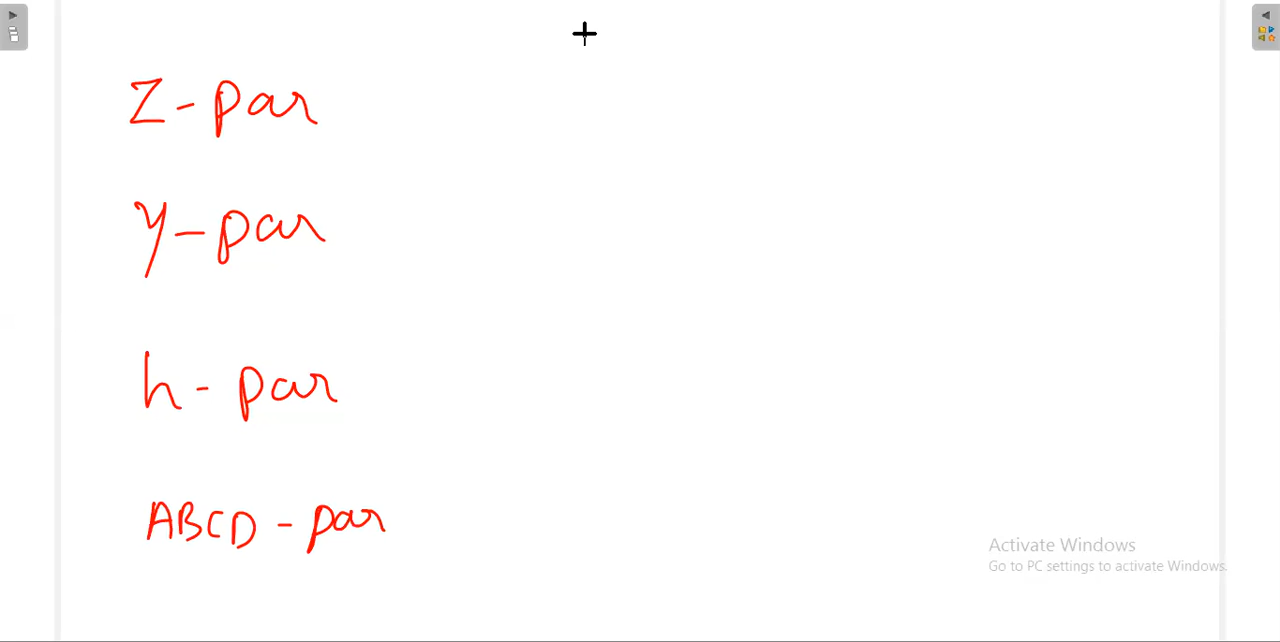 Z-par
Y-par
h-par
ABCD-par
Activate Windows
Go to PC settings to activate Windows.